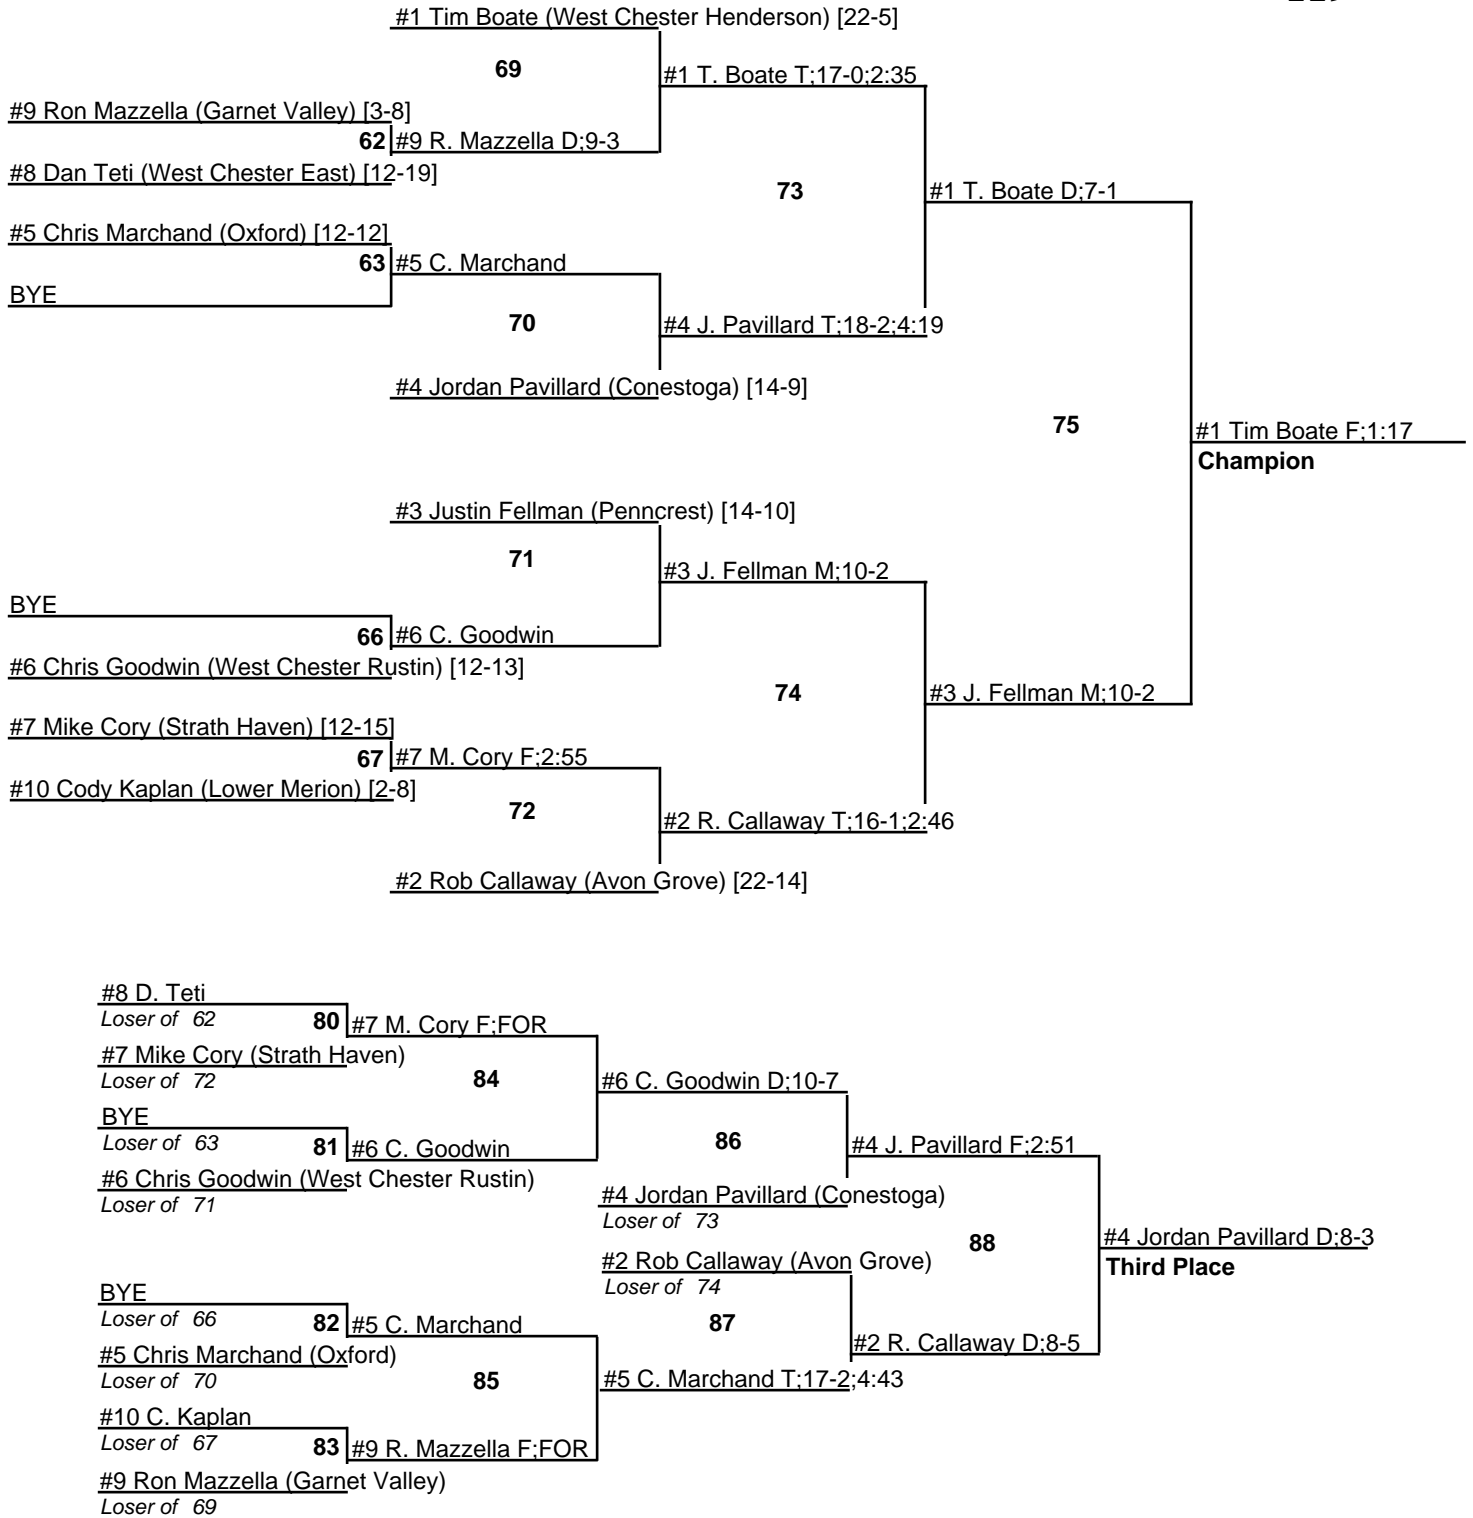 #1 Tim Boate (West Chester Henderson) [22-5]
69
#1 T. Boate T;17-0;2:35
#9 Ron Mazzella (Garnet Valley) [3-8]
62 #9 R. Mazzella D;9-3
#8 Dan Teti (West Chester East) [12-19]
73
#1 T. Boate D;7-1
#5 Chris Marchand (Oxford) [12-12]
63 #5 C. Marchand
BYE
70
#4 J. Pavillard T;18-2;4:19
#4 Jordan Pavillard (Conestoga) [14-9]
75
#1 Tim Boate F;1:17
Champion
#3 Justin Fellman (Penncrest) [14-10]
71
#3 J. Fellman M;10-2
BYE
66 #6 C. Goodwin
#6 Chris Goodwin (West Chester Rustin) [12-13]
74
#3 J. Fellman M;10-2
#7 Mike Cory (Strath Haven) [12-15]
67 #7 M. Cory F;2:55
#10 Cody Kaplan (Lower Merion) [2-8]
72
#2 R. Callaway T;16-1;2:46
#2 Rob Callaway (Avon Grove) [22-14]
#8 D. Teti
Loser of 62
80 #7 M. Cory F;FOR
#7 Mike Cory (Strath Haven)
Loser of 72
84
#6 C. Goodwin D;10-7
BYE
Loser of 63
81 #6 C. Goodwin
86
#4 J. Pavillard F;2:51
#6 Chris Goodwin (West Chester Rustin)
Loser of 71
#4 Jordan Pavillard (Conestoga)
Loser of 73
88
#4 Jordan Pavillard D;8-3
Third Place
#2 Rob Callaway (Avon Grove)
Loser of 74
BYE
Loser of 66
82 #5 C. Marchand
87
#2 R. Callaway D;8-5
#5 Chris Marchand (Oxford)
Loser of 70
85
#5 C. Marchand T;17-2;4:43
#10 C. Kaplan
Loser of 67
83 #9 R. Mazzella F;FOR
#9 Ron Mazzella (Garnet Valley)
Loser of 69